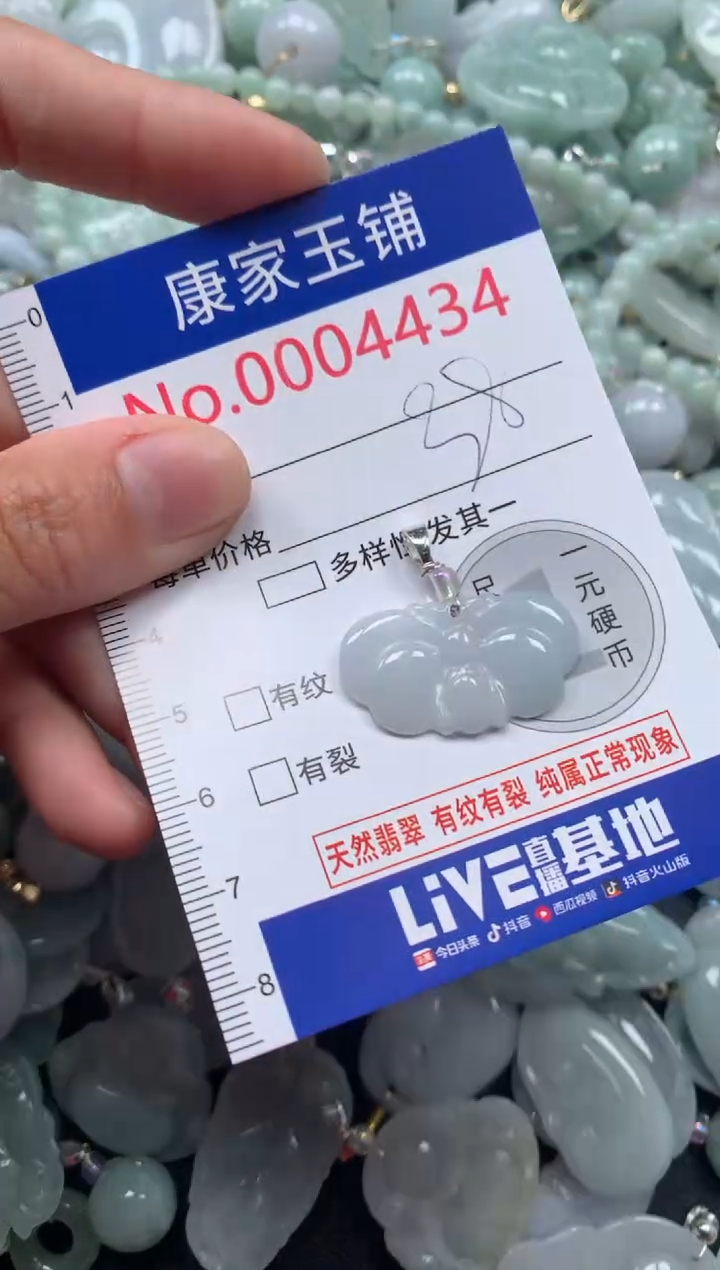 康家玉铺
0
1
No.0004434
每单价格
多样性 发其一
一元硬币
4
5
有纹
6
有裂
天然翡翠 有纹有裂 纯属正常现象
7
LiVE直播基地
8
今日头条 抖音 西瓜视频 抖音火山版